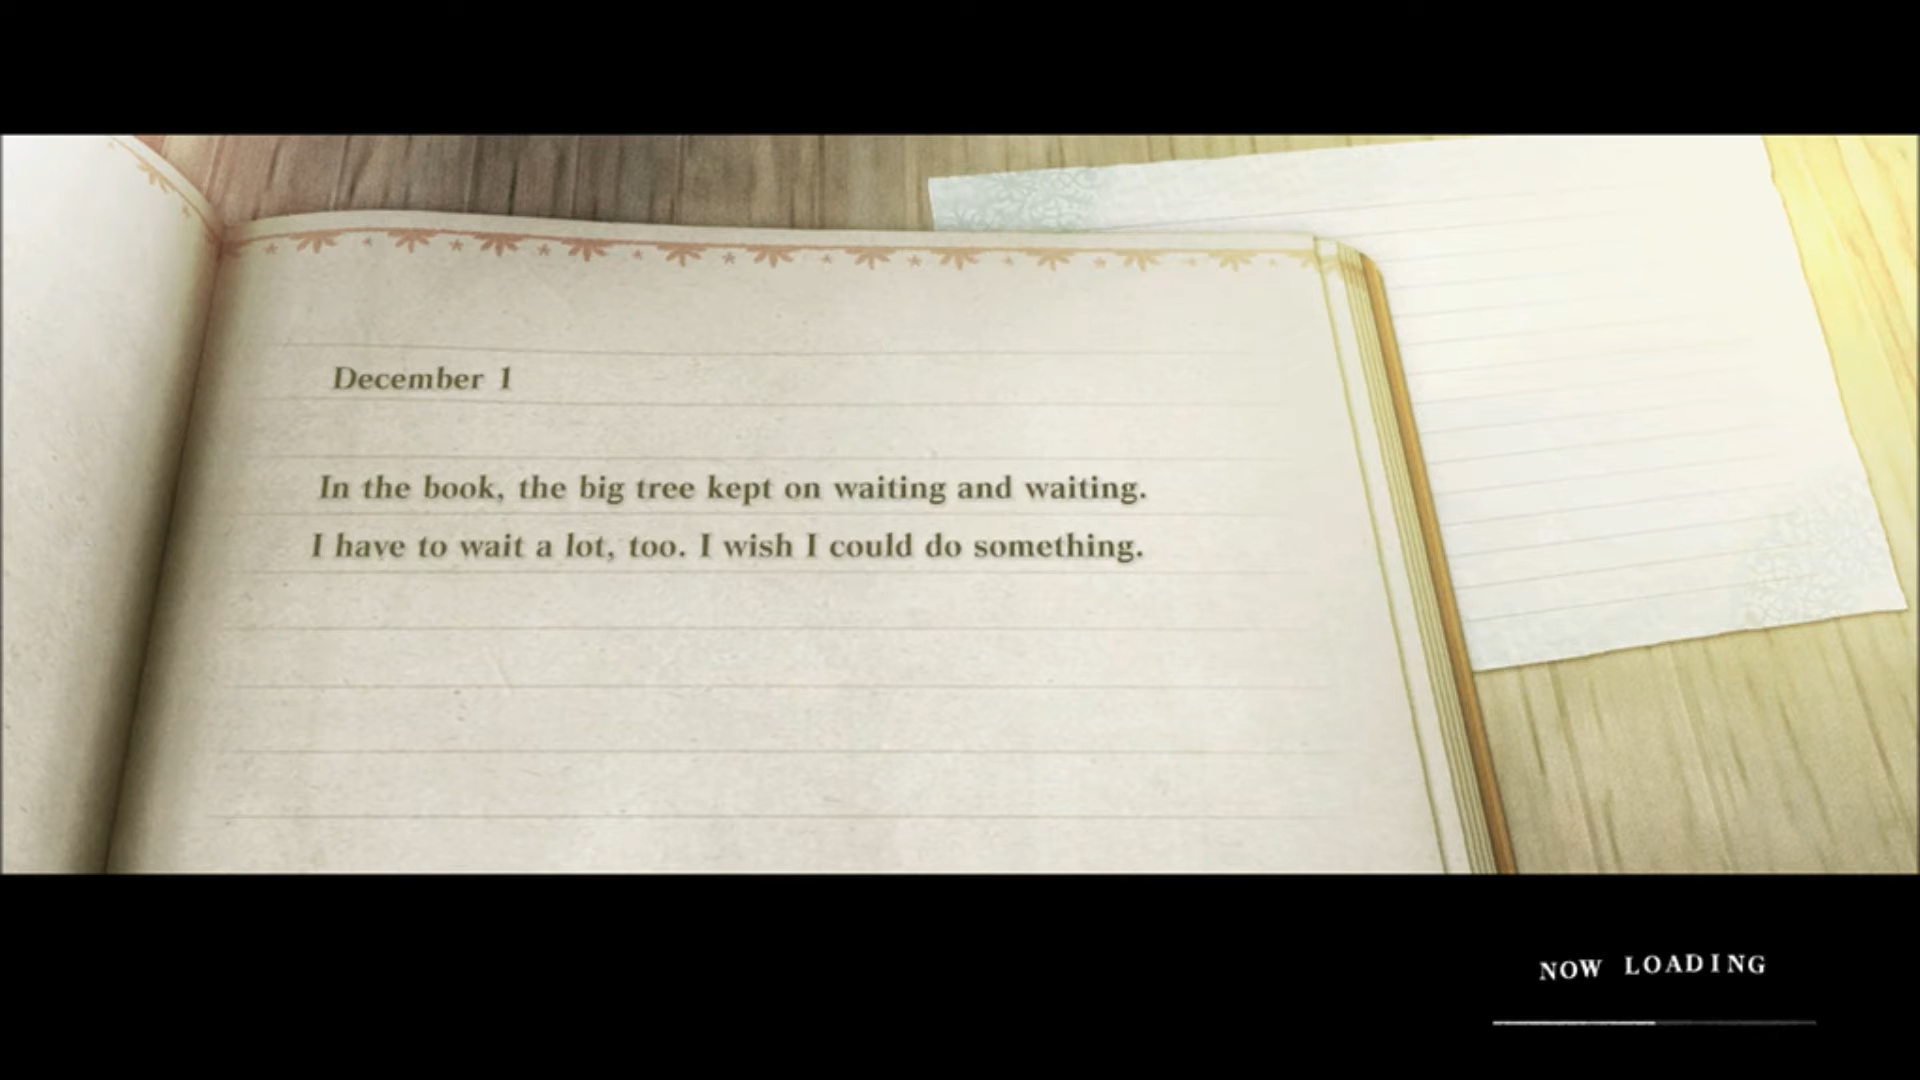 December 1
In the book, the big tree kept on waiting and waiting.
I have to wait a lot, too. I wish I could do something.
NOW LOADING